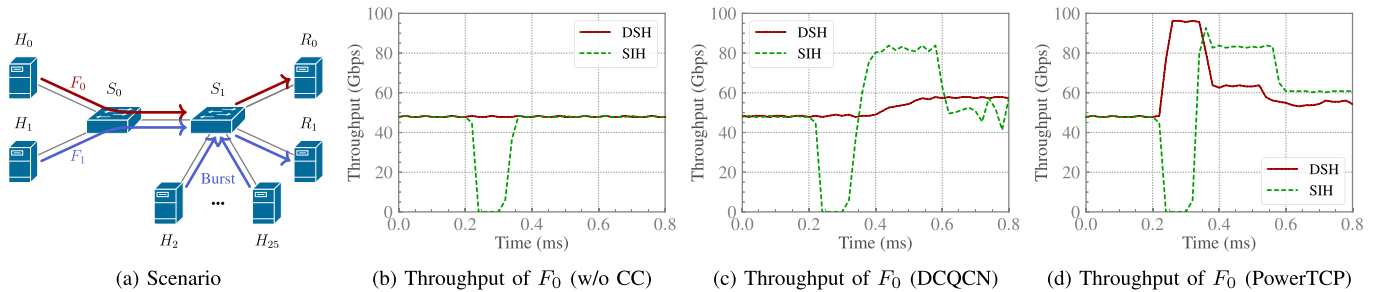 H0
R0
F0
S0
S1
H1
R1
F1
Burst
...
H2
H25
(a) Scenario
Throughput (Gbps)
100
80
60
40
20
0
0.0 0.2 0.4 0.6 0.8
Time (ms)
DSH
SIH
(b) Throughput of F0 (w/o CC)
Throughput (Gbps)
100
80
60
40
20
0
0.0 0.2 0.4 0.6 0.8
Time (ms)
DSH
SIH
(c) Throughput of F0 (DCQCN)
Throughput (Gbps)
100
80
60
40
20
0
0.0 0.2 0.4 0.6 0.8
Time (ms)
DSH
SIH
(d) Throughput of F0 (PowerTCP)